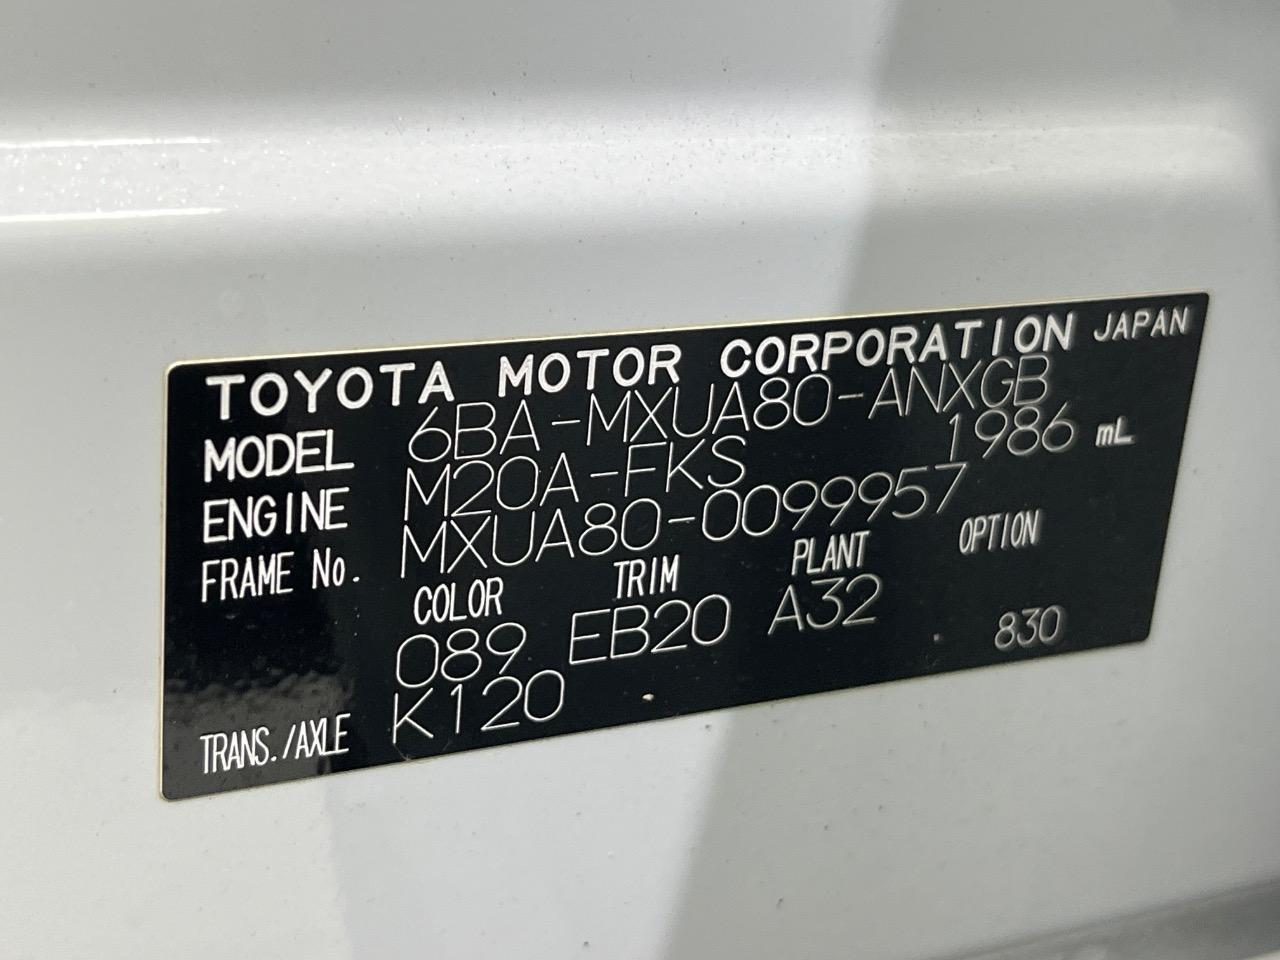 TOYOTA MOTOR CORPORATION JAPAN
MODEL 6BA-MXUA80-ANXGB
ENGINE M20A-FKS 1986 mL
FRAME No. MXUA80-0099957
COLOR TRIM PLANT OPTION
089 EB20 A32 830
TRANS./AXLE K120